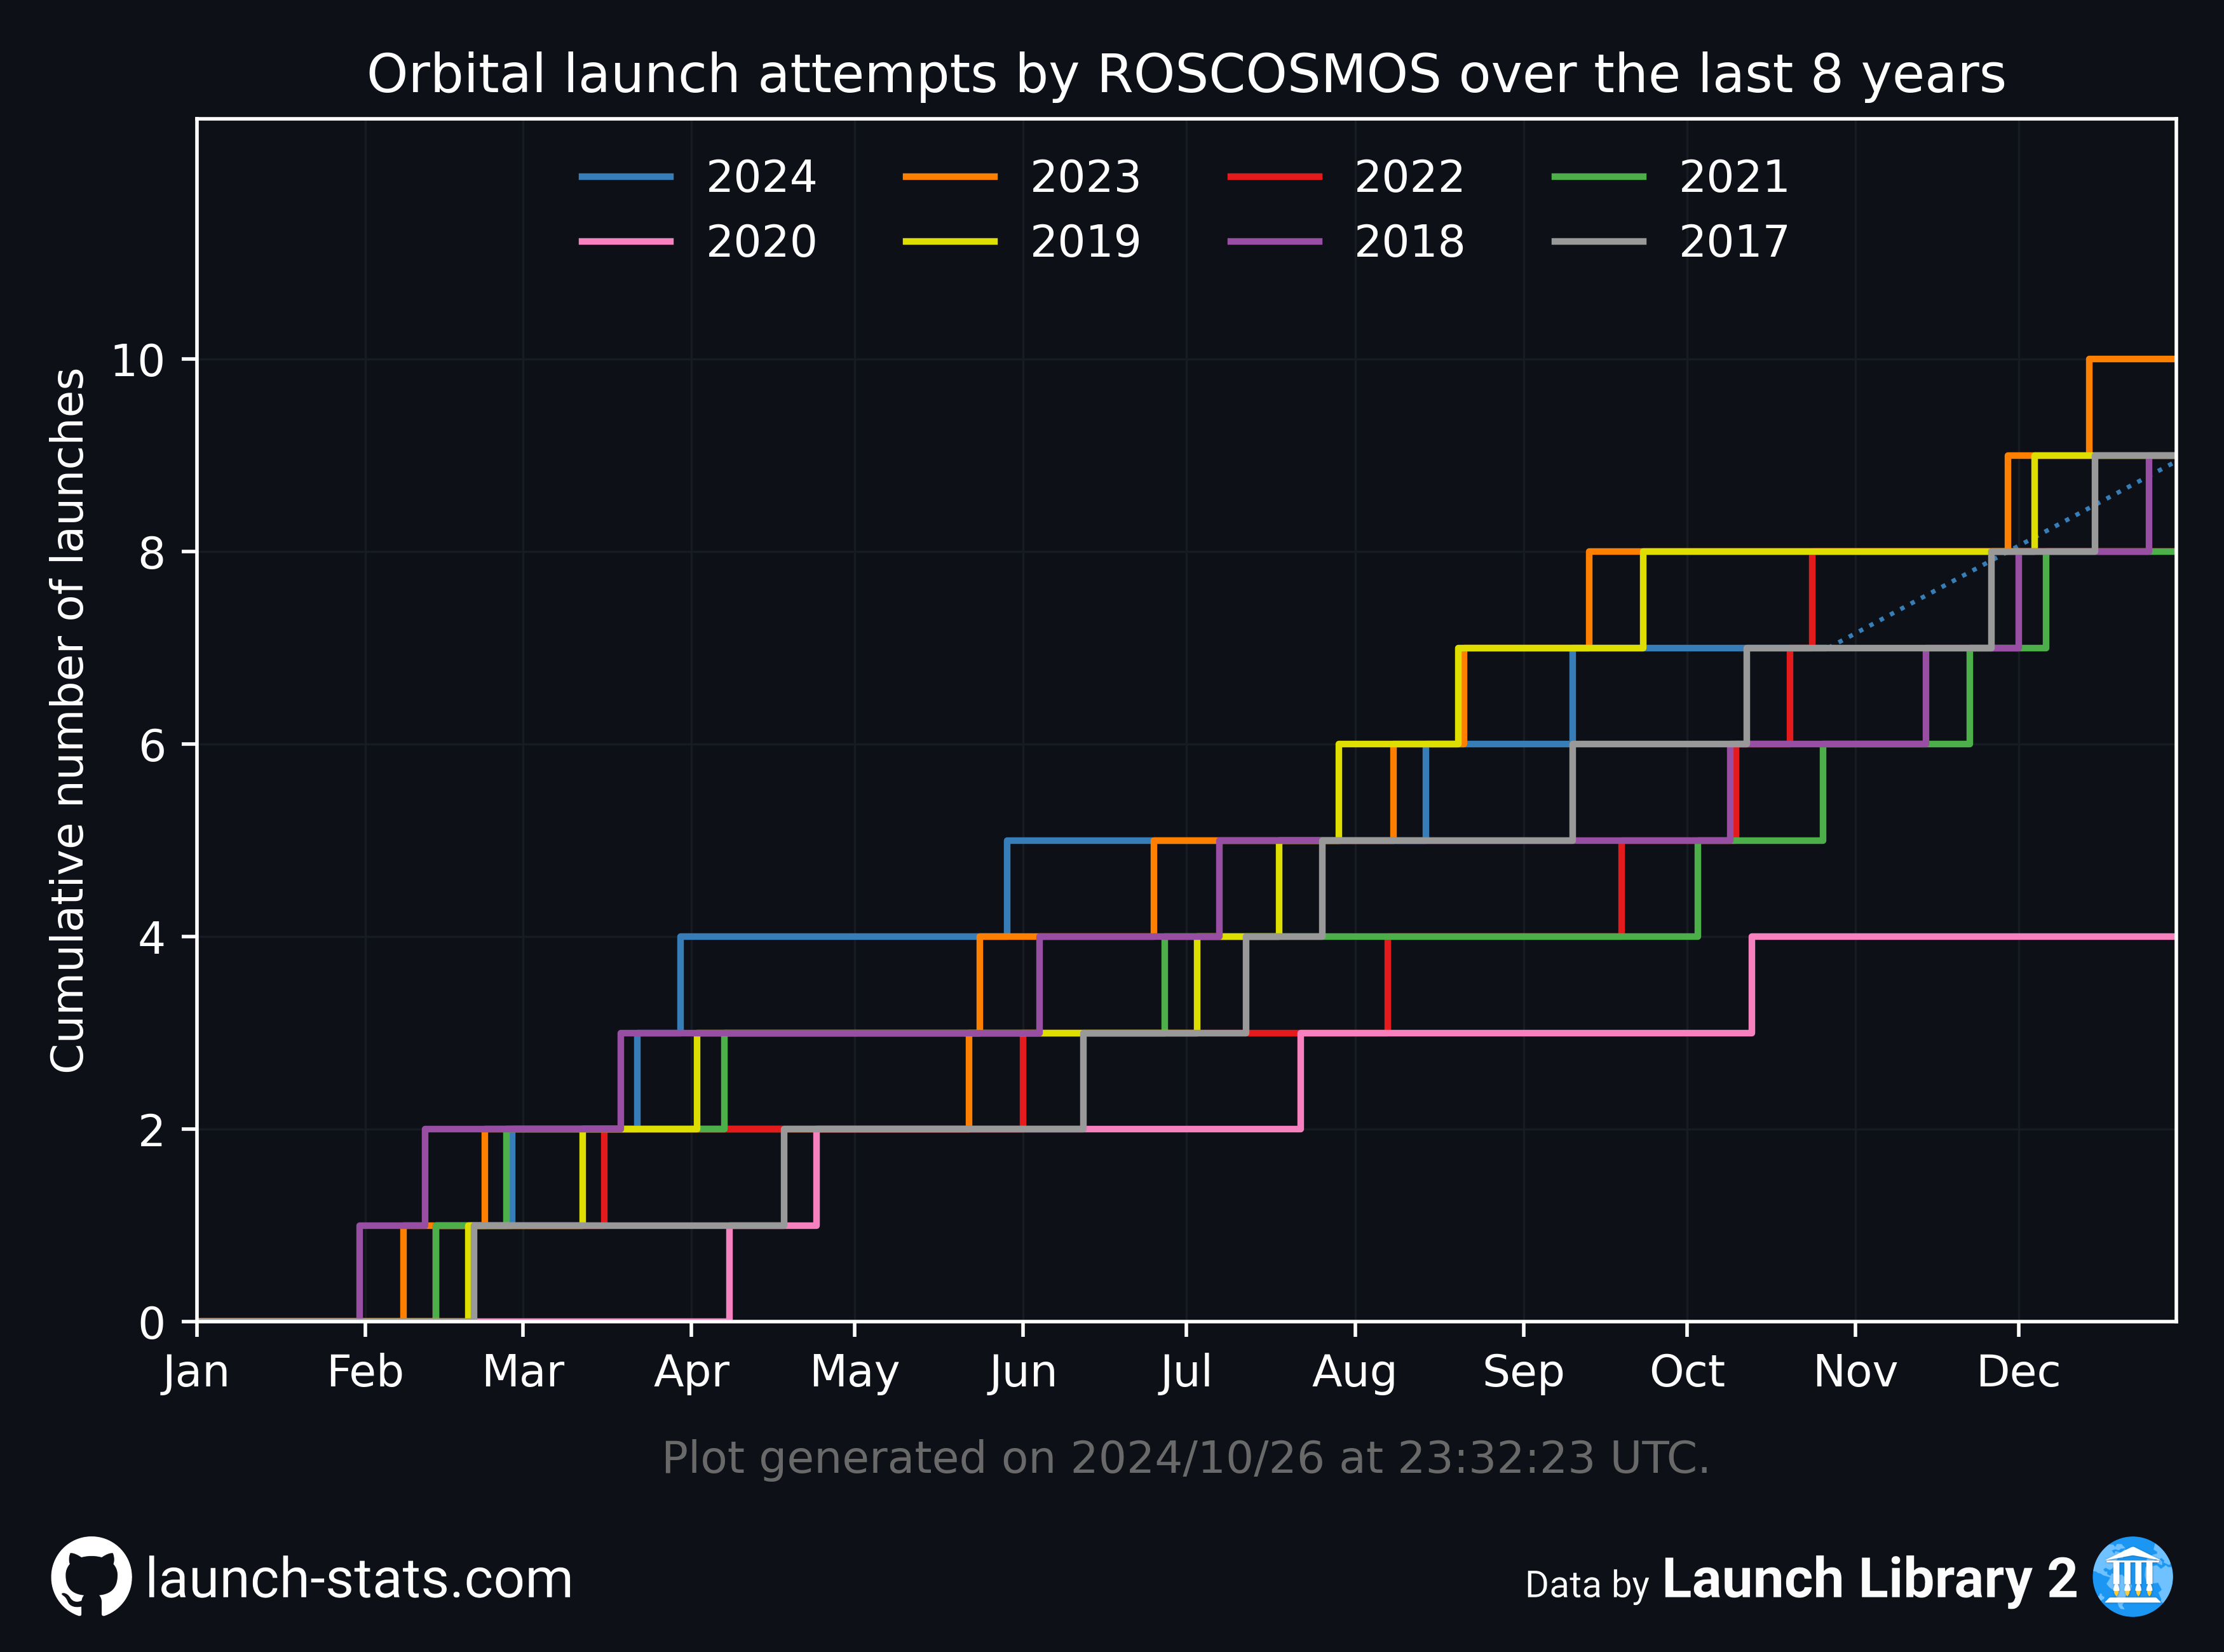 Orbital launch attempts by ROSCOSMOS over the last 8 years
2024 2023 2022 2021
2020 2019 2018 2017
Cumulative number of launches
10
8
6
4
2
0
Jan Feb Mar Apr May Jun Jul Aug Sep Oct Nov Dec
Plot generated on 2024/10/26 at 23:32:23 UTC.
launch-stats.com
Data by Launch Library 2